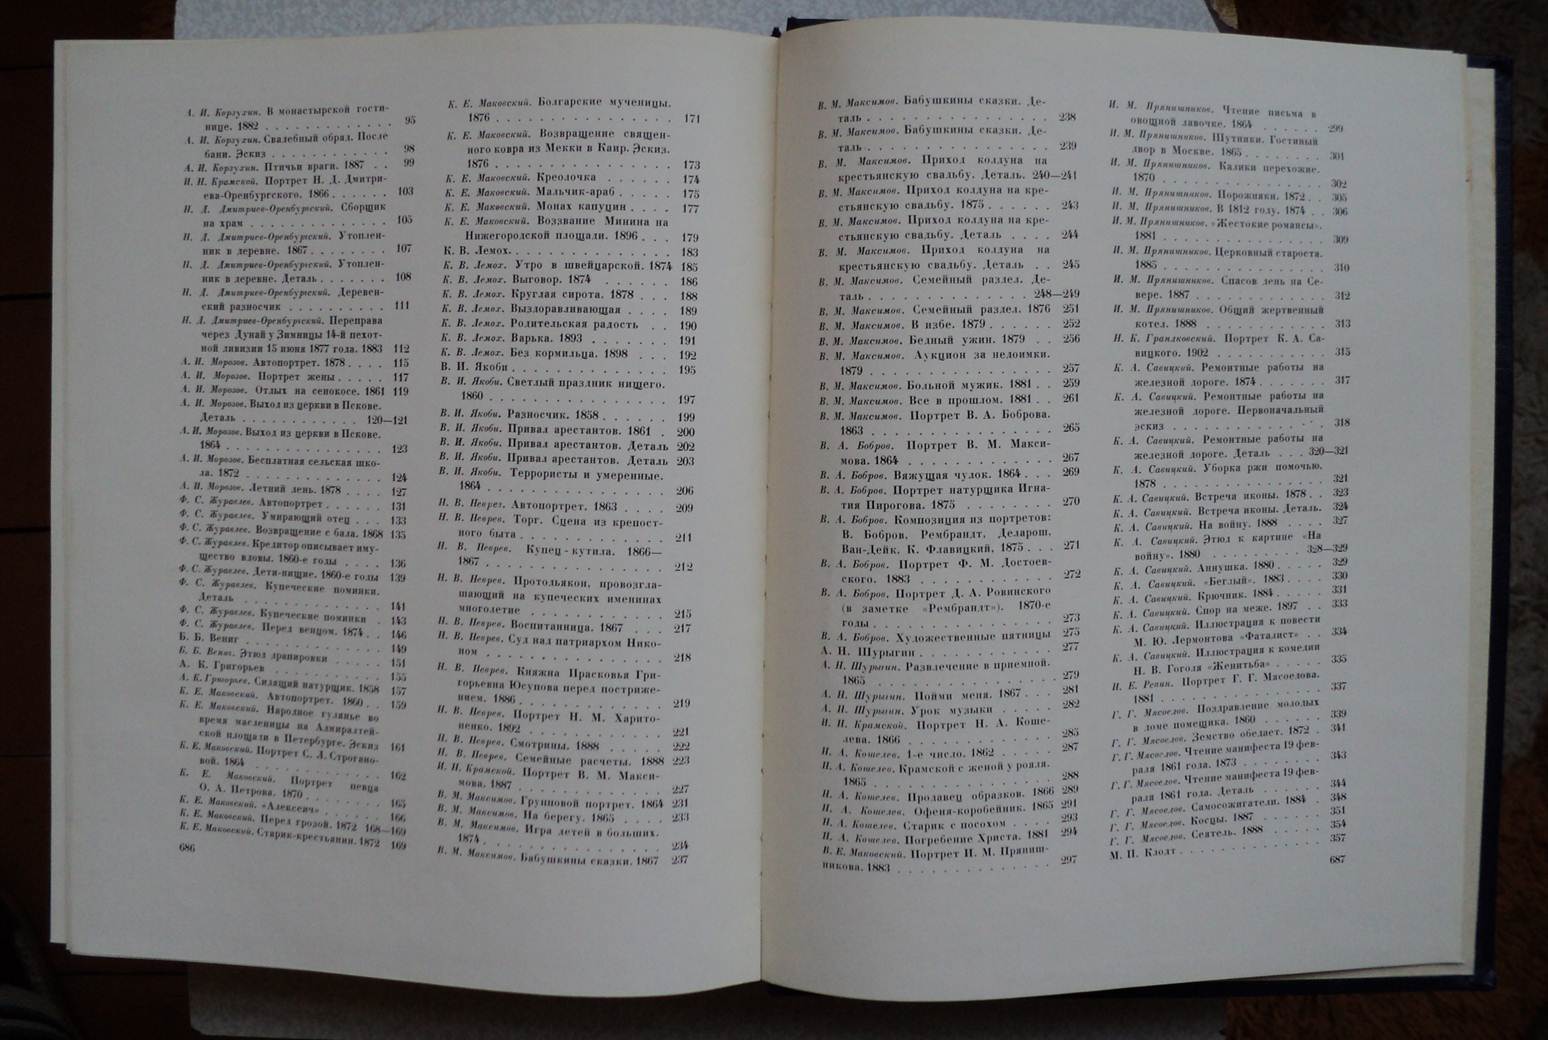 А. И. Корзухин. В монастырской гости-
нице. 1882 . . . . . . . . . . . . . 95
А. И. Корзухин. Свадебный обряд. После
бани. Эскиз . . . . . . . . . . . . 98
А. И. Корзухин. Птичьи враги. 1887 . . 99
И. Н. Крамской. Портрет Н. Д. Дмитри-
ева-Оренбургского. 1866 . . . . . 103
Н. Д. Дмитриев-Оренбургский. Сборщик
на храм . . . . . . . . . . . . . . 105
Н. Д. Дмитриев-Оренбургский. Утоплен-
ник в деревне. 1867 . . . . . . . . 107
Н. Д. Дмитриев-Оренбургский. Утоплен-
ник в деревне. Деталь . . . . . . . 108
Н. Д. Дмитриев-Оренбургский. Деревен-
ский разносчик . . . . . . . . . . 111
Н. Д. Дмитриев-Оренбургский. Переправа
через Дунай у Зимницы 14-й пехот-
ной дивизии 15 июня 1877 года. 1883 112
А. И. Морозов. Автопортрет. 1878 . . . . 115
А. И. Морозов. Портрет жены . . . . . 117
А. И. Морозов. Отдых на сенокосе. 1861 119
А. И. Морозов. Выход из церкви в Пскове.
Деталь . . . . . . . . . . . . 120—121
А. И. Морозов. Выход из церкви в Пскове.
1864 . . . . . . . . . . . . . . . 123
А. И. Морозов. Бесплатная сельская шко-
ла. 1872 . . . . . . . . . . . . . 124
А. И. Морозов. Летний день. 1878 . . . . 127
Ф. С. Журавлев. Автопортрет . . . . . . 131
Ф. С. Журавлев. Умирающий отец . . . . 133
Ф. С. Журавлев. Возвращение с бала. 1868 135
Ф. С. Журавлев. Кредитор описывает иму-
щество вдовы. 1860-е годы . . . . . 136
Ф. С. Журавлев. Дети-нищие. 1860-е годы 139
Ф. С. Журавлев. Купеческие поминки.
Деталь . . . . . . . . . . . . . . 141
Ф. С. Журавлев. Купеческие поминки . 143
Ф. С. Журавлев. Перед венцом. 1874 . . 146
Б. Б. Вениг . . . . . . . . . . . . . 149
Б. Б. Вениг. Этюд драпировки . . . . . 151
А. К. Григорьев . . . . . . . . . . . 155
А. К. Григорьев. Сидящий натурщик. 1858 157
К. Е. Маковский. Автопортрет. 1860 . . 159
К. Е. Маковский. Народное гулянье во
время масленицы на Адмиралтей-
ской площади в Петербурге. Эскиз 161
К. Е. Маковский. Портрет С. Л. Строгано-
вой. 1864 . . . . . . . . . . . . . 162
К. Е. Маковский. Портрет певца
О. А. Петрова. 1870 . . . . . . . . 165
К. Е. Маковский. «Алексеич» . . . . . . 166
К. Е. Маковский. Перед грозой. 1872 168—169
К. Е. Маковский. Старик-крестьянин. 1872 169
686
К. Е. Маковский. Болгарские мученицы.
1876 . . . . . . . . . . . . . . . 171
К. Е. Маковский. Возвращение священ-
ного ковра из Мекки в Каир. Эскиз.
1876 . . . . . . . . . . . . . . . 173
К. Е. Маковский. Креолочка . . . . . . 174
К. Е. Маковский. Мальчик-араб . . . . 175
К. Е. Маковский. Монах капуцин . . . . 177
К. Е. Маковский. Воззвание Минина на
Нижегородской площади. 1896 . . . 179
К. В. Лемох . . . . . . . . . . . . . 183
К. В. Лемох. Утро в швейцарской. 1874 185
К. В. Лемох. Выговор. 1874 . . . . . . 186
К. В. Лемох. Круглая сирота. 1878 . . . 188
К. В. Лемох. Выздоравливающая . . . . 189
К. В. Лемох. Родительская радость . . 190
К. В. Лемох. Варька. 1893 . . . . . . . 191
К. В. Лемох. Без кормильца. 1898 . . . 192
В. И. Якоби . . . . . . . . . . . . . 195
В. И. Якоби. Светлый праздник нищего.
1860 . . . . . . . . . . . . . . . 197
В. И. Якоби. Разносчик. 1858 . . . . . . 199
В. И. Якоби. Привал арестантов. 1861 . 200
В. И. Якоби. Привал арестантов. Деталь 202
В. И. Якоби. Привал арестантов. Деталь 203
В. И. Якоби. Террористы и умеренные.
1864 . . . . . . . . . . . . . . . 206
Н. В. Неврев. Автопортрет. 1863 . . . . 209
Н. В. Неврев. Торг. Сцена из крепост-
ного быта . . . . . . . . . . . . . 211
Н. В. Неврев. Купец-кутила. 1866—
1867 . . . . . . . . . . . . . . . 212
Н. В. Неврев. Протодьякон, провозгла-
шающий на купеческих именинах
многолетие . . . . . . . . . . . . 215
Н. В. Неврев. Воспитанница. 1867 . . . 217
Н. В. Неврев. Суд над патриархом Нико-
ном . . . . . . . . . . . . . . . . 218
Н. В. Неврев. Княжна Прасковья Гри-
горьевна Юсупова перед постриже-
нием. 1886 . . . . . . . . . . . . . 219
Н. В. Неврев. Портрет Н. М. Харито-
ненко. 1892 . . . . . . . . . . . . 221
Н. В. Неврев. Смотрины. 1888 . . . . . 222
Н. В. Неврев. Семейные расчеты. 1888 223
И. Н. Крамской. Портрет В. М. Макси-
мова. 1887 . . . . . . . . . . . . . 227
В. М. Максимов. Групповой портрет. 1864 231
В. М. Максимов. На берегу. 1865 . . . . 233
В. М. Максимов. Игра детей в больших.
1874 . . . . . . . . . . . . . . . 234
В. М. Максимов. Бабушкины сказки. 1867 237
В. М. Максимов. Бабушкины сказки. Де-
таль . . . . . . . . . . . . . . . 238
В. М. Максимов. Бабушкины сказки. Де-
таль . . . . . . . . . . . . . . . 239
В. М. Максимов. Приход колдуна на
крестьянскую свадьбу. Деталь. 240—241
В. М. Максимов. Приход колдуна на кре-
стьянскую свадьбу. 1875 . . . . . . 243
В. М. Максимов. Приход колдуна на кре-
стьянскую свадьбу. Деталь . . . . 244
В. М. Максимов. Приход колдуна на
крестьянскую свадьбу. Деталь . . 245
В. М. Максимов. Семейный раздел. Де-
таль . . . . . . . . . . . . . 248—249
В. М. Максимов. Семейный раздел. 1876 251
В. М. Максимов. В избе. 1879 . . . . . . 252
В. М. Максимов. Бедный ужин. 1879 . . 256
В. М. Максимов. Аукцион за недоимки.
1879 . . . . . . . . . . . . . . . 257
В. М. Максимов. Больной мужик. 1881 . . 259
В. М. Максимов. Все в прошлом. 1881 . . 261
В. М. Максимов. Портрет В. А. Боброва.
1863 . . . . . . . . . . . . . . . 265
В. А. Бобров. Портрет В. М. Макси-
мова. 1864 . . . . . . . . . . . . 267
В. А. Бобров. Вяжущая чулок. 1864 . . . 269
В. А. Бобров. Портрет натурщика Игна-
тия Пирогова. 1875 . . . . . . . . 270
В. А. Бобров. Композиция из портретов:
В. Бобров, Рембрандт, Деларош,
Ван-Дейк, К. Флавицкий. 1875 . . . 271
В. А. Бобров. Портрет Ф. М. Достоев-
ского. 1883 . . . . . . . . . . . . 272
В. А. Бобров. Портрет Д. А. Ровинского
(в заметке «Рембрандт»). 1870-е
годы . . . . . . . . . . . . . . . 273
В. А. Бобров. Художественные пятницы 275
А. Н. Шурыгин . . . . . . . . . . . . 277
А. Н. Шурыгин. Развлечение в приемной.
1865 . . . . . . . . . . . . . . . 279
А. Н. Шурыгин. Пойми меня. 1867 . . . 281
А. Н. Шурыгин. Урок музыки . . . . . 282
И. Н. Крамской. Портрет Н. А. Коше-
лева. 1866 . . . . . . . . . . . . . 285
Н. А. Кошелев. 1-е число. 1862 . . . . . 287
Н. А. Кошелев. Крамской с женой у рояля.
1865 . . . . . . . . . . . . . . . 288
Н. А. Кошелев. Продавец образков. 1866 289
Н. А. Кошелев. Офеня-коробейник. 1865 291
Н. А. Кошелев. Старик с посохом . . . . 293
Н. А. Кошелев. Погребение Христа. 1881 294
В. Е. Маковский. Портрет И. М. Пряниш-
никова. 1883 . . . . . . . . . . . . 297
И. М. Прянишников. Чтение письма в
овощной лавочке. 1864 . . . . . . 299
И. М. Прянишников. Шутники. Гостиный
двор в Москве. 1865 . . . . . . . . 301
И. М. Прянишников. Калики перехожие.
1870 . . . . . . . . . . . . . . . 302
И. М. Прянишников. Порожняки. 1872 . . 305
И. М. Прянишников. В 1812 году. 1874 . . 306
И. М. Прянишников. «Жестокие романсы».
1881 . . . . . . . . . . . . . . . 309
И. М. Прянишников. Церковный староста.
1885 . . . . . . . . . . . . . . . 310
И. М. Прянишников. Спасов день на Се-
вере. 1887 . . . . . . . . . . . . . 312
И. М. Прянишников. Общий жертвенный
котел. 1888 . . . . . . . . . . . . 313
И. К. Грандковский. Портрет К. А. Са-
вицкого. 1902 . . . . . . . . . . . 315
К. А. Савицкий. Ремонтные работы на
железной дороге. 1874 . . . . . . . 317
К. А. Савицкий. Ремонтные работы на
железной дороге. Первоначальный
эскиз . . . . . . . . . . . . . . . 318
К. А. Савицкий. Ремонтные работы на
железной дороге. Деталь . . . 320—321
К. А. Савицкий. Уборка ржи помочью.
1878 . . . . . . . . . . . . . . . 321
К. А. Савицкий. Встреча иконы. 1878 . . 323
К. А. Савицкий. Встреча иконы. Деталь. 324
К. А. Савицкий. На войну. 1888 . . . . 327
К. А. Савицкий. Этюд к картине «На
войну». 1880 . . . . . . . . . 328—329
К. А. Савицкий. Аннушка. 1880 . . . . . 329
К. А. Савицкий. «Беглый». 1883 . . . . 330
К. А. Савицкий. Крючник. 1884 . . . . . 331
К. А. Савицкий. Спор на меже. 1897 . . 333
К. А. Савицкий. Иллюстрация к повести
М. Ю. Лермонтова «Фаталист» . . 334
К. А. Савицкий. Иллюстрация к комедии
Н. В. Гоголя «Женитьба» . . . . . 335
И. Е. Репин. Портрет Г. Г. Мясоедова.
1881 . . . . . . . . . . . . . . . 337
Г. Г. Мясоедов. Поздравление молодых
в доме помещика. 1860 . . . . . . 339
Г. Г. Мясоедов. Земство обедает. 1872 . 341
Г. Г. Мясоедов. Чтение манифеста 19 фев-
раля 1861 года. 1873 . . . . . . . . 343
Г. Г. Мясоедов. Чтение манифеста 19 фев-
раля 1861 года. Деталь . . . . . . 344
Г. Г. Мясоедов. Самосожигатели. 1884 . 348
Г. Г. Мясоедов. Косцы. 1887 . . . . . . 351
Г. Г. Мясоедов. Сеятель. 1888 . . . . . 354
М. П. Клодт . . . . . . . . . . . . . 357
687